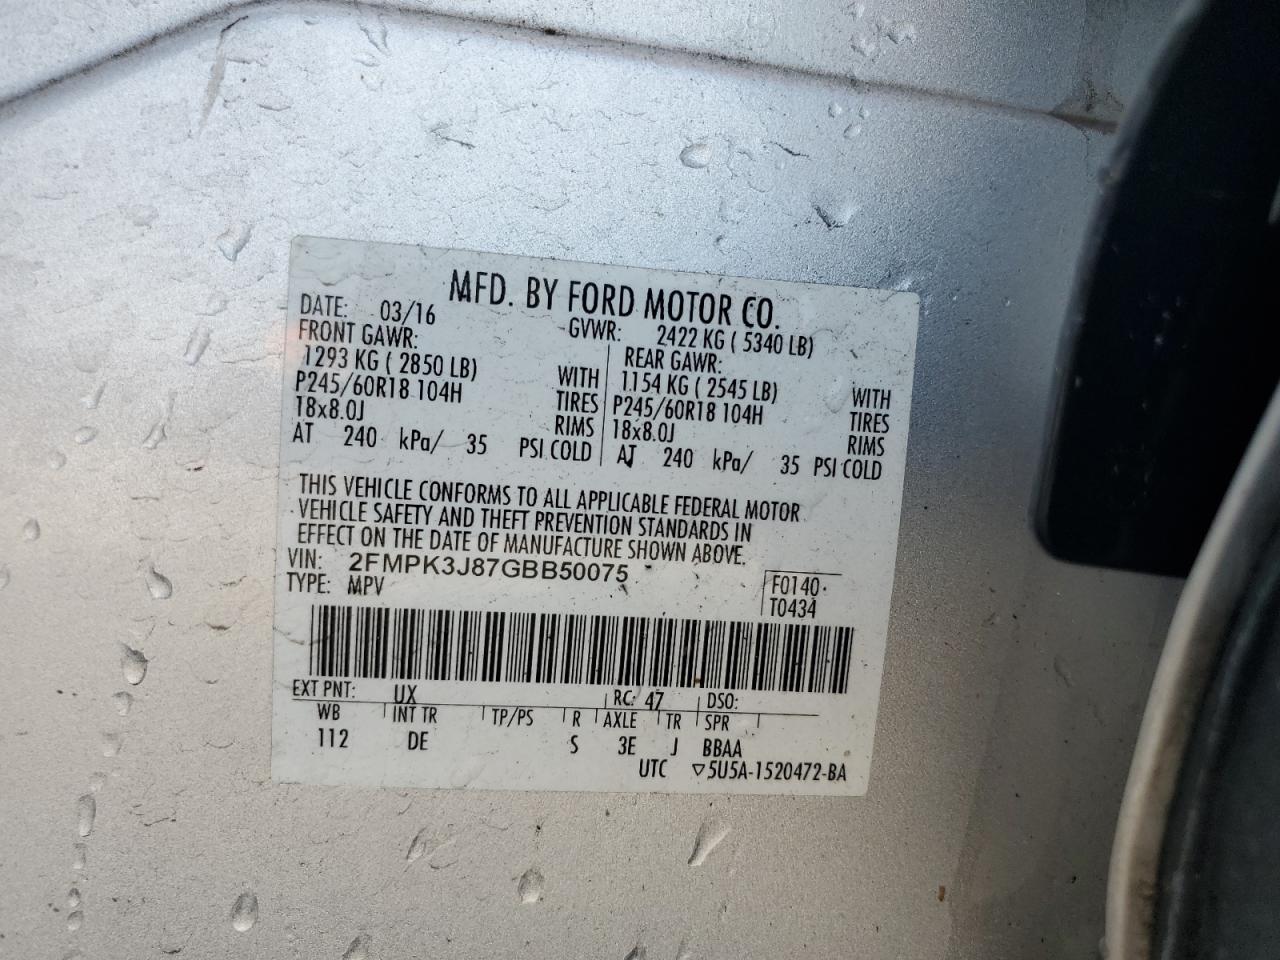 MFD. BY FORD MOTOR CO.
DATE: 03/16 GVWR: 2422 KG ( 5340 LB)
FRONT GAWR:
1293 KG ( 2850 LB) WITH
P245/60R18 104H TIRES
18x8.0J RIMS
AT 240 kPa/ 35 PSI COLD
REAR GAWR:
1154 KG ( 2545 LB) WITH
P245/60R18 104H TIRES
18x8.0J RIMS
AT 240 kPa/ 35 PSI COLD
THIS VEHICLE CONFORMS TO ALL APPLICABLE FEDERAL MOTOR
VEHICLE SAFETY AND THEFT PREVENTION STANDARDS IN
EFFECT ON THE DATE OF MANUFACTURE SHOWN ABOVE.
VIN: 2FMPK3J87GBB50075
TYPE: MPV
F0140
T0434
EXT PNT: UX RC: 47 DSO:
WB INT TR TP/PS R AXLE TR SPR
112 DE S 3E J BBAA
UTC ▽5U5A-1520472-BA